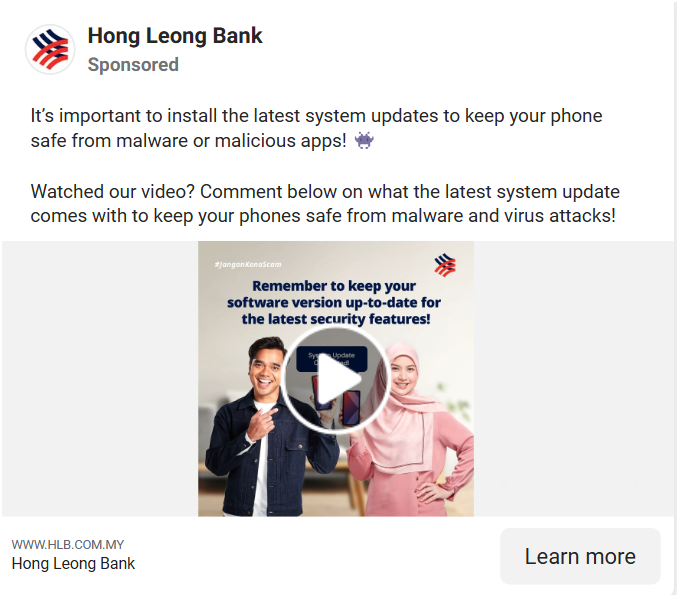 Hong Leong Bank
Sponsored
It's important to install the latest system updates to keep your phone
safe from malware or malicious apps! 👾
Watched our video? Comment below on what the latest system update
comes with to keep your phones safe from malware and virus attacks!
#JanganKenaScam
Remember to keep your
software version up-to-date for
the latest security features!
Update
WWW.HLB.COM.MY
Hong Leong Bank
Learn more